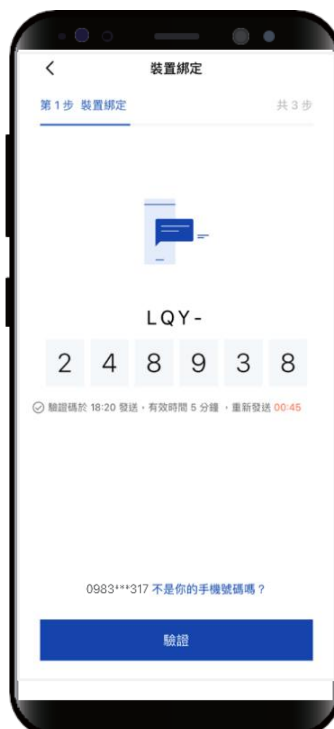 裝置綁定
第 1 步 裝置綁定 共 3 步
LQY-
2 4 8 9 3 8
驗證碼於 18:20 發送，有效時間 5 分鐘，重新發送 00:45
0983***317 不是你的手機號碼嗎？
驗證